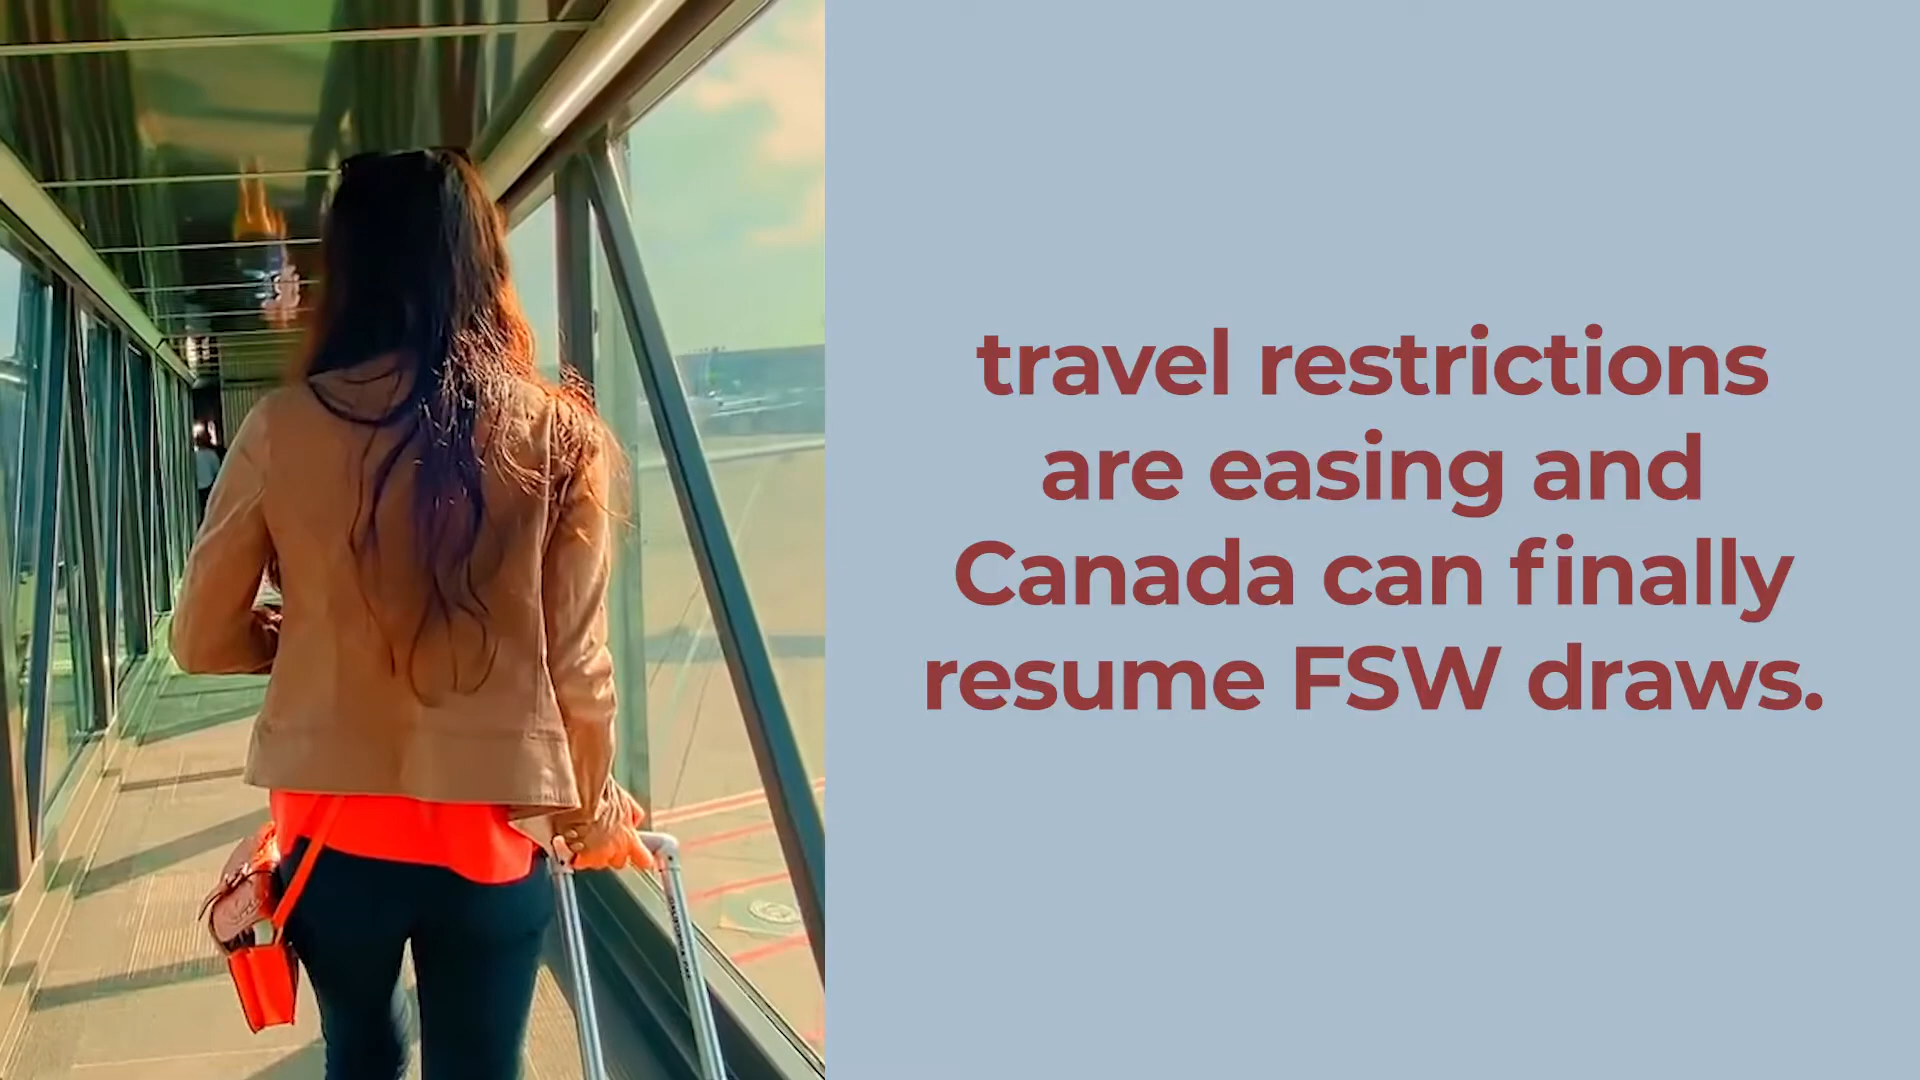 travel restrictions
are easing and
Canada can finally
resume FSW draws.